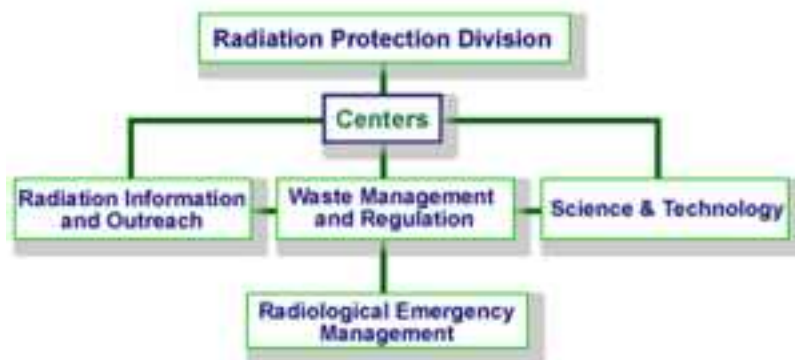 Radiation Protection Division
Centers
Radiation Information
and Outreach
Waste Management
and Regulation
Science & Technology
Radiological Emergency
Management